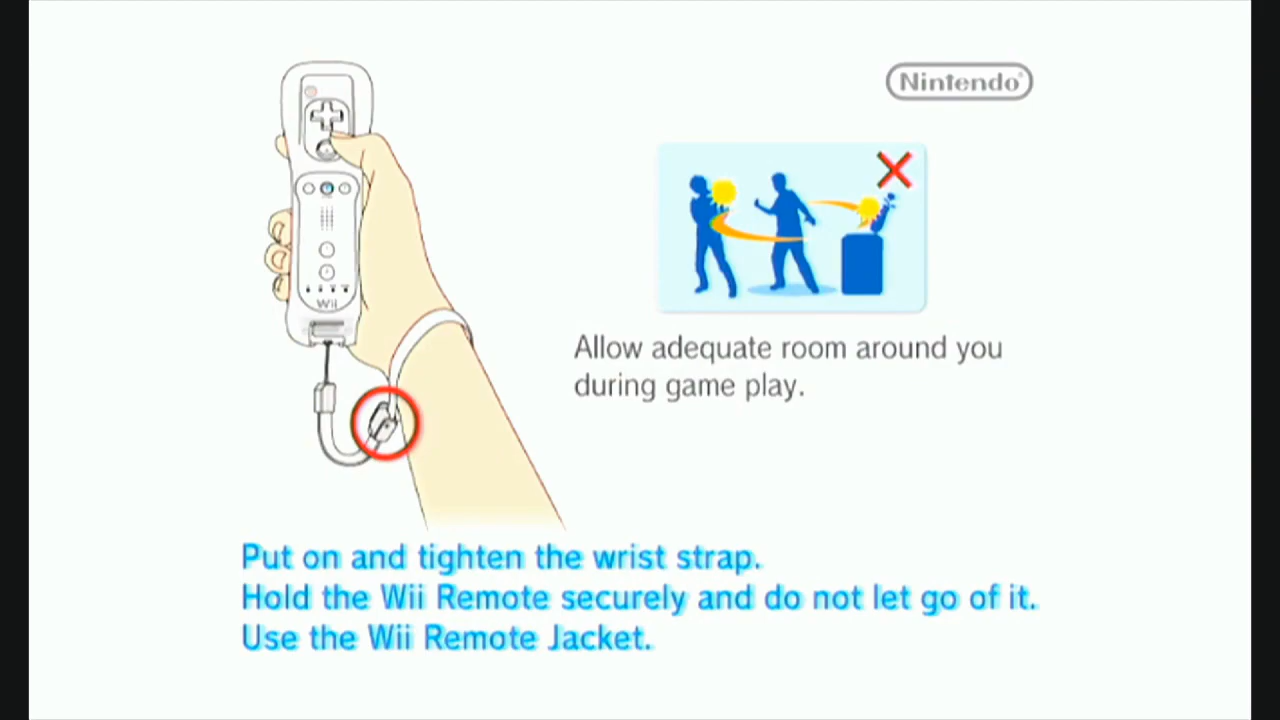 Nintendo®
Wii
Allow adequate room around you
during game play.
Put on and tighten the wrist strap.
Hold the Wii Remote securely and do not let go of it.
Use the Wii Remote Jacket.